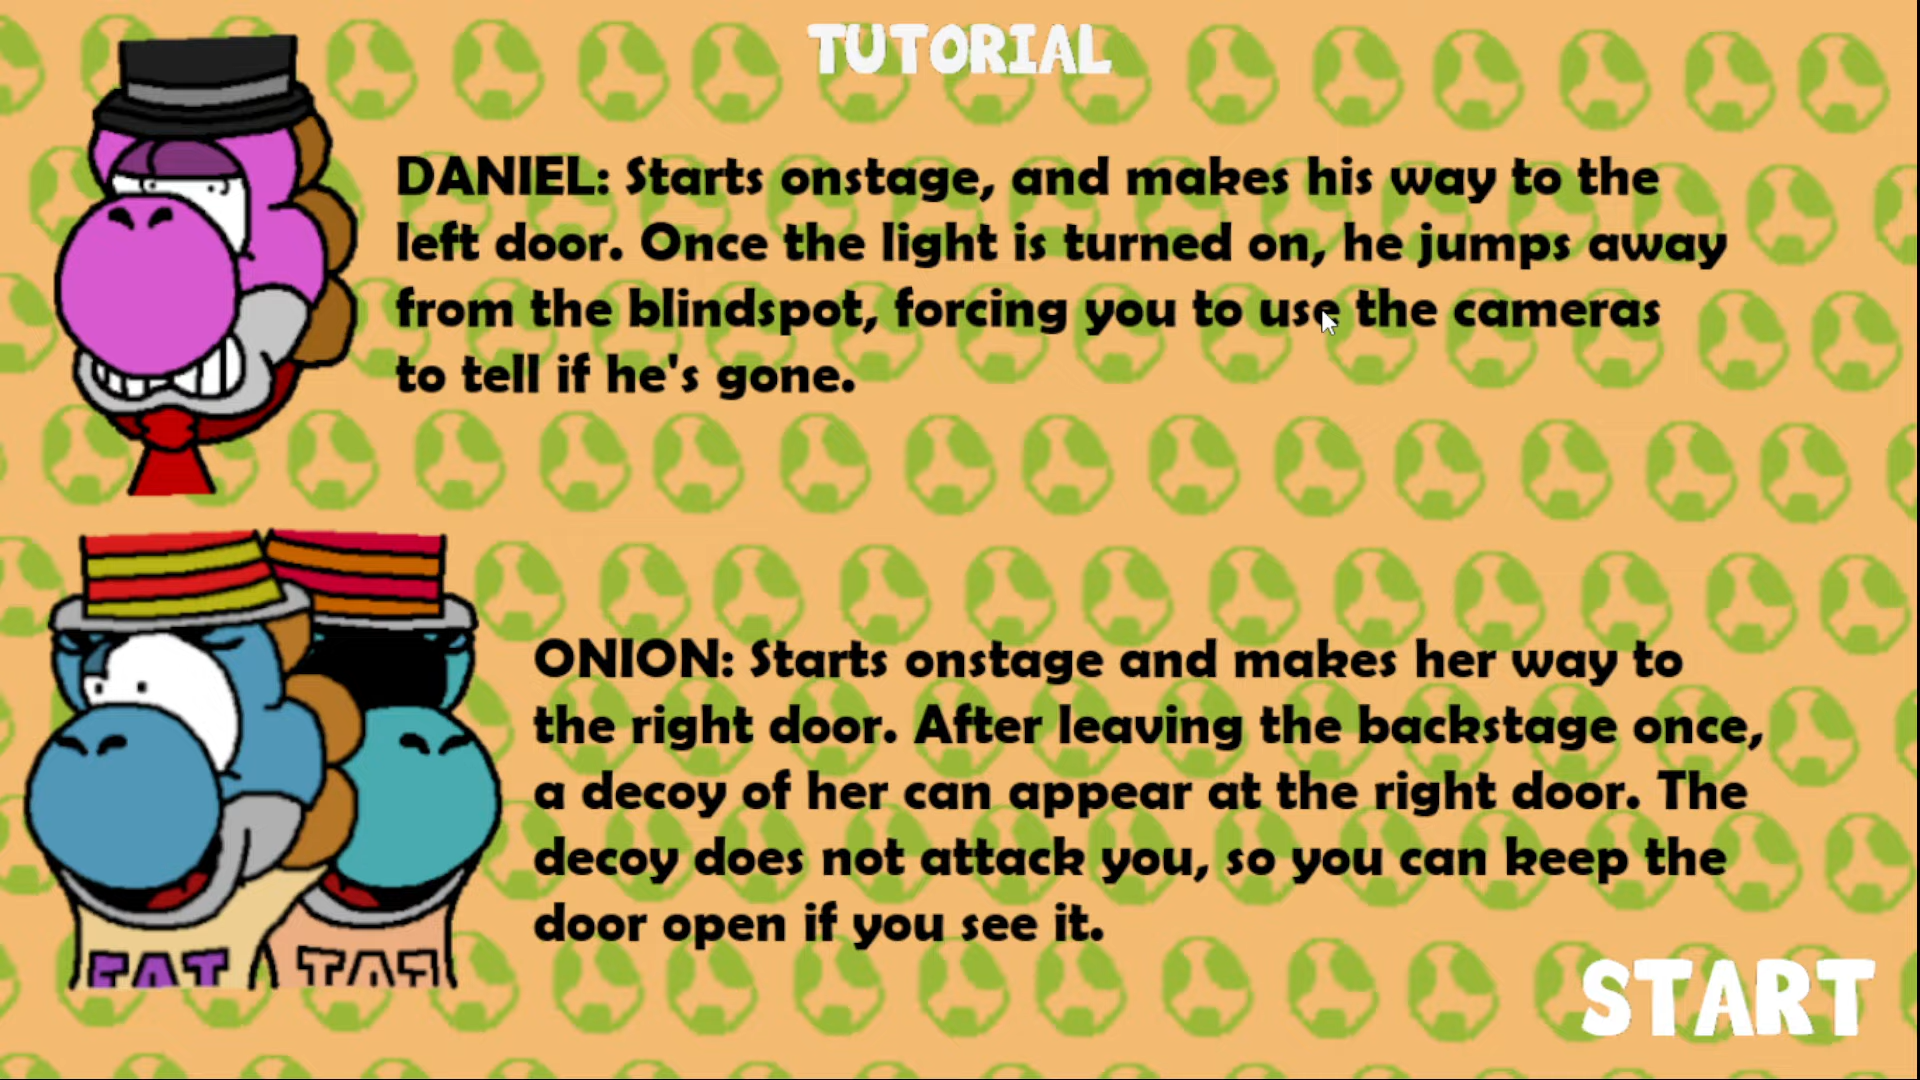 TUTORIAL
DANIEL: Starts onstage, and makes his way to the
left door. Once the light is turned on, he jumps away
from the blindspot, forcing you to use the cameras
to tell if he's gone.
ONION: Starts onstage and makes her way to
the right door. After leaving the backstage once,
a decoy of her can appear at the right door. The
decoy does not attack you, so you can keep the
door open if you see it.
EAT
START